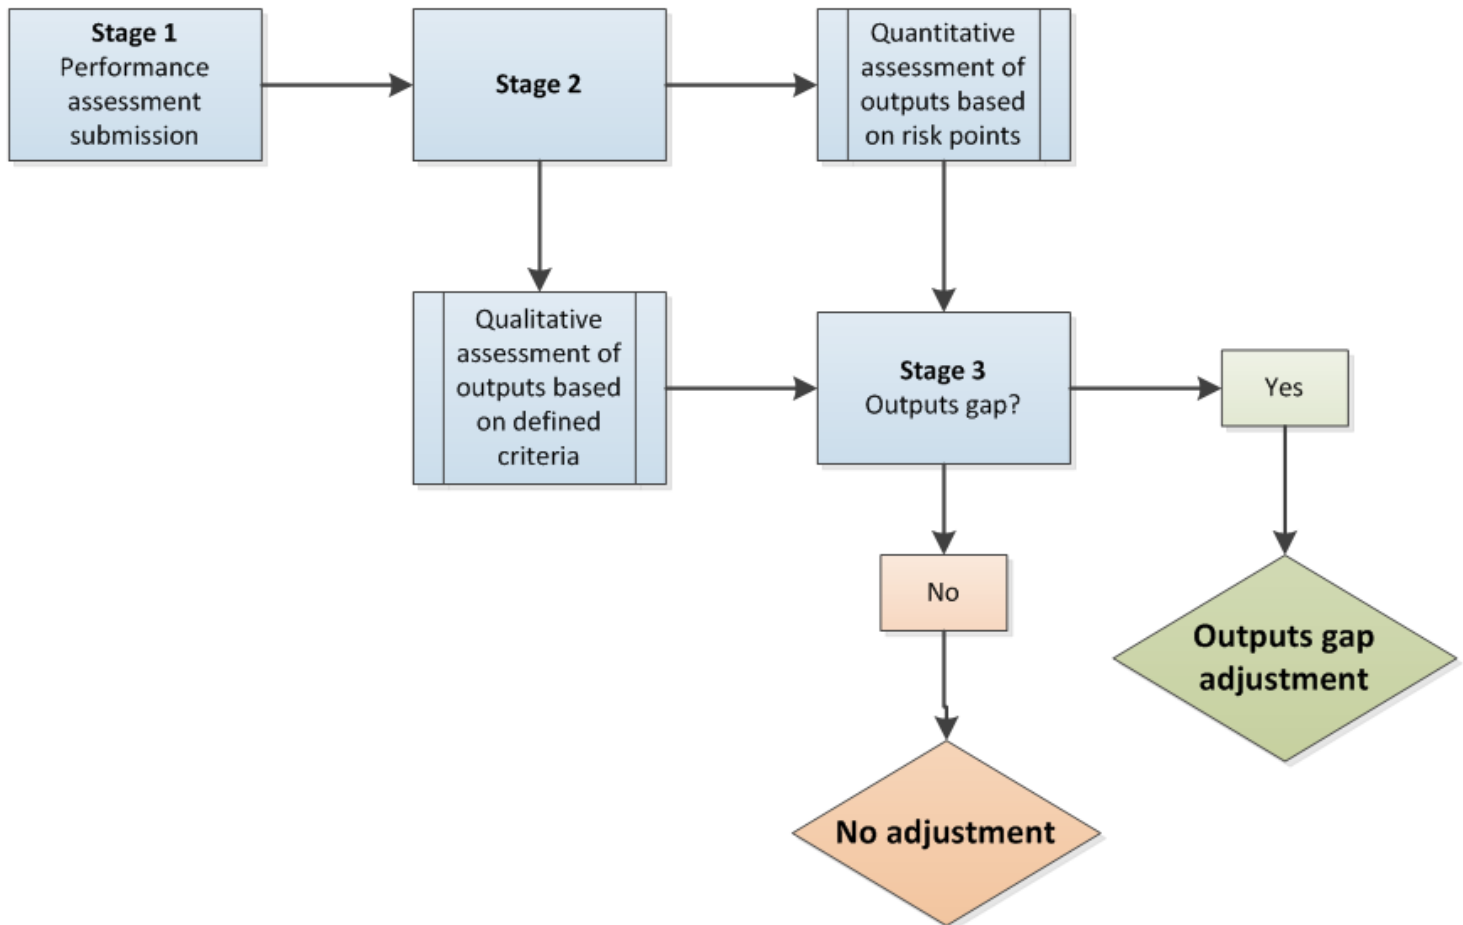 Stage 1
Performance
assessment
submission
Stage 2
Quantitative
assessment of
outputs based
on risk points
Qualitative
assessment of
outputs based
on defined
criteria
Stage 3
Outputs gap?
Yes
No
Outputs gap
adjustment
No adjustment